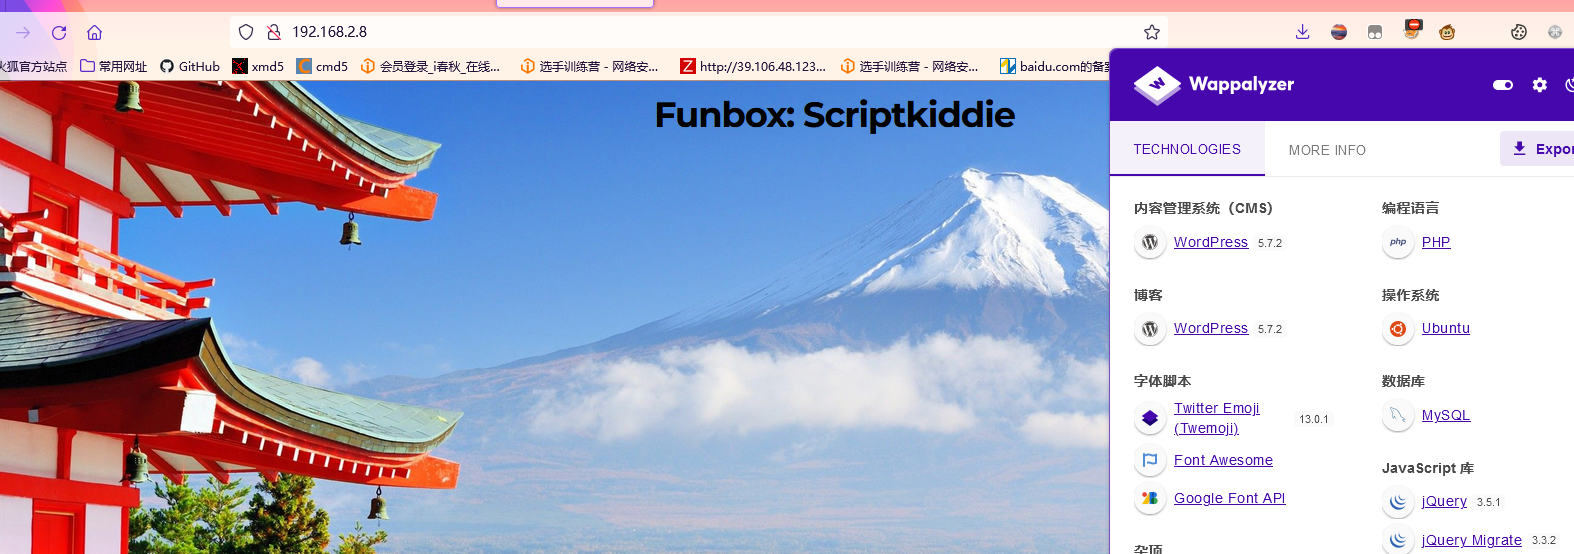 192.168.2.8
火狐官方站点 常用网址 GitHub xmd5 cmd5 会员登录_i春秋_在线... 选手训练营 - 网络安... http://39.106.48.123... 选手训练营 - 网络安... baidu.com的备案
Funbox: Scriptkiddie
Wappalyzer
TECHNOLOGIES MORE INFO Expor
内容管理系统（CMS） 编程语言
WordPress 5.7.2 PHP
博客 操作系统
WordPress 5.7.2 Ubuntu
字体脚本 数据库
Twitter Emoji
(Twemoji) 13.0.1 MySQL
Font Awesome JavaScript 库
Google Font API jQuery 3.5.1
杂项 jQuery Migrate 3.3.2